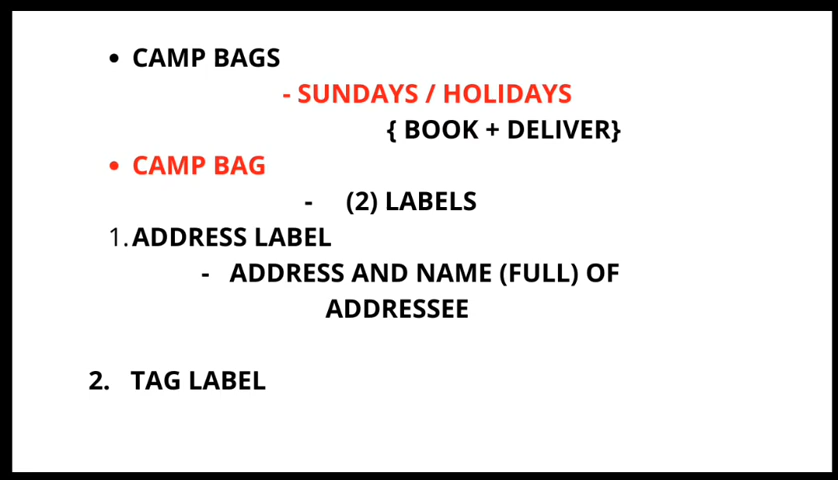 • CAMP BAGS
- SUNDAYS / HOLIDAYS
{ BOOK + DELIVER}
• CAMP BAG
- (2) LABELS
1. ADDRESS LABEL
- ADDRESS AND NAME (FULL) OF
ADDRESSEE
2. TAG LABEL